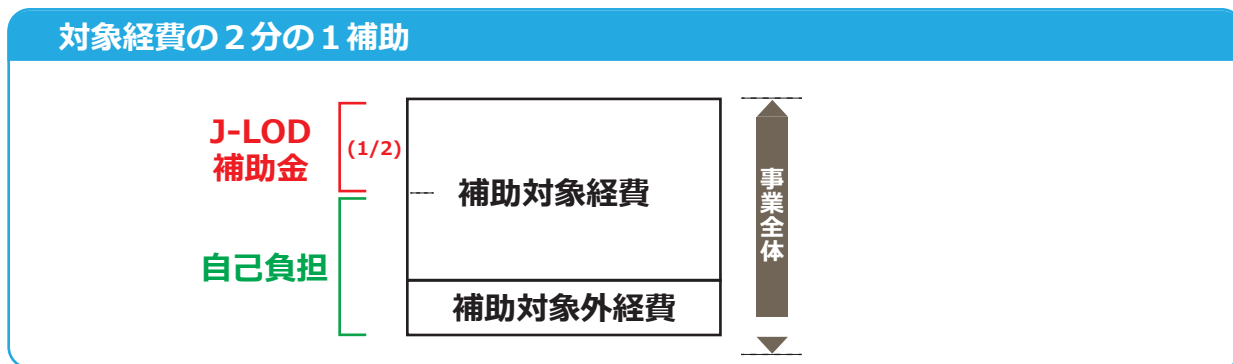 対象経費の２分の１補助
J-LOD
補助金
(1/2)
補助対象経費
自己負担
補助対象外経費
事業全体